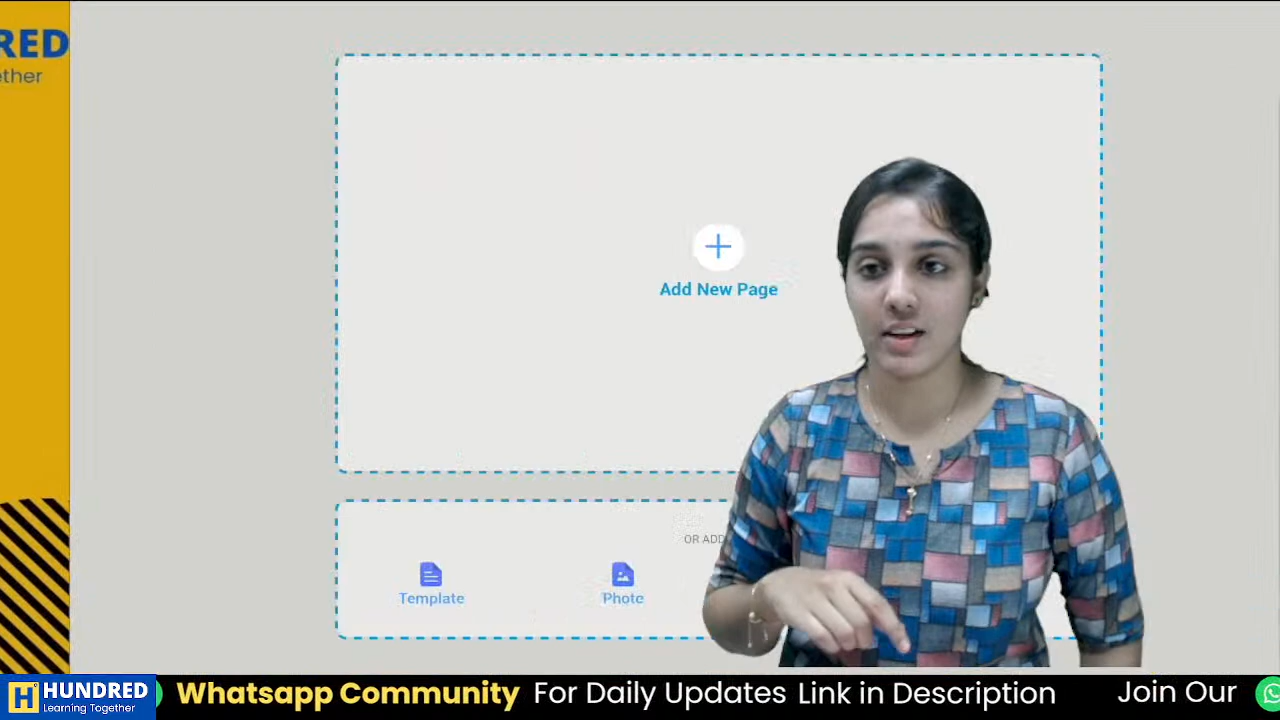 RED
ether
Add New Page
OR ADD
Template
Photo
HUNDRED
Learning Together
Whatsapp Community For Daily Updates Link in Description Join Our